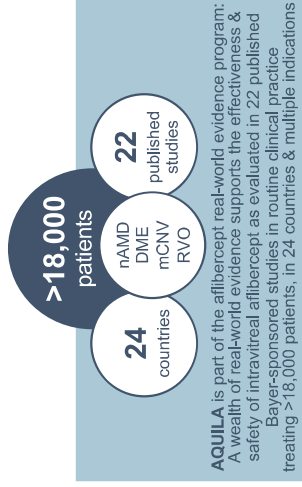 >18,000
patients
24
countries
nAMD
DME
mCNV
RVO
22
published
studies
AQUILA is part of the aflibercept real-world evidence program:
A wealth of real-world evidence supports the effectiveness &
safety of intravitreal aflibercept as evaluated in 22 published
Bayer-sponsored studies in routine clinical practice
treating >18,000 patients, in 24 countries & multiple indications